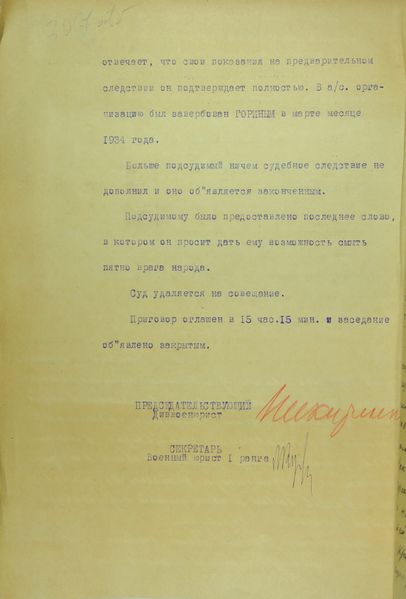 отвечает, что свои показания на предварительном
следствии он подтверждает полностью. В а/с. орга-
низацию был завербован ГОРИНЫМ в марте месяце
1934 года.
Больше подсудимый ничем судебное следствие не
дополнил и оно об"является законченным.
Подсудимому было предоставлено последнее слово,
в котором он просит дать ему возможность смыть
пятно врага народа.
Суд удаляется на совещание.
Приговор оглашен в 15 час.15 мин. и заседание
об"явлено закрытым.
ПРЕДСЕДАТЕЛЬСТВУЮЩИЙ
Диввоенюрист
СЕКРЕТАРЬ
Военный юрист 1 ранга